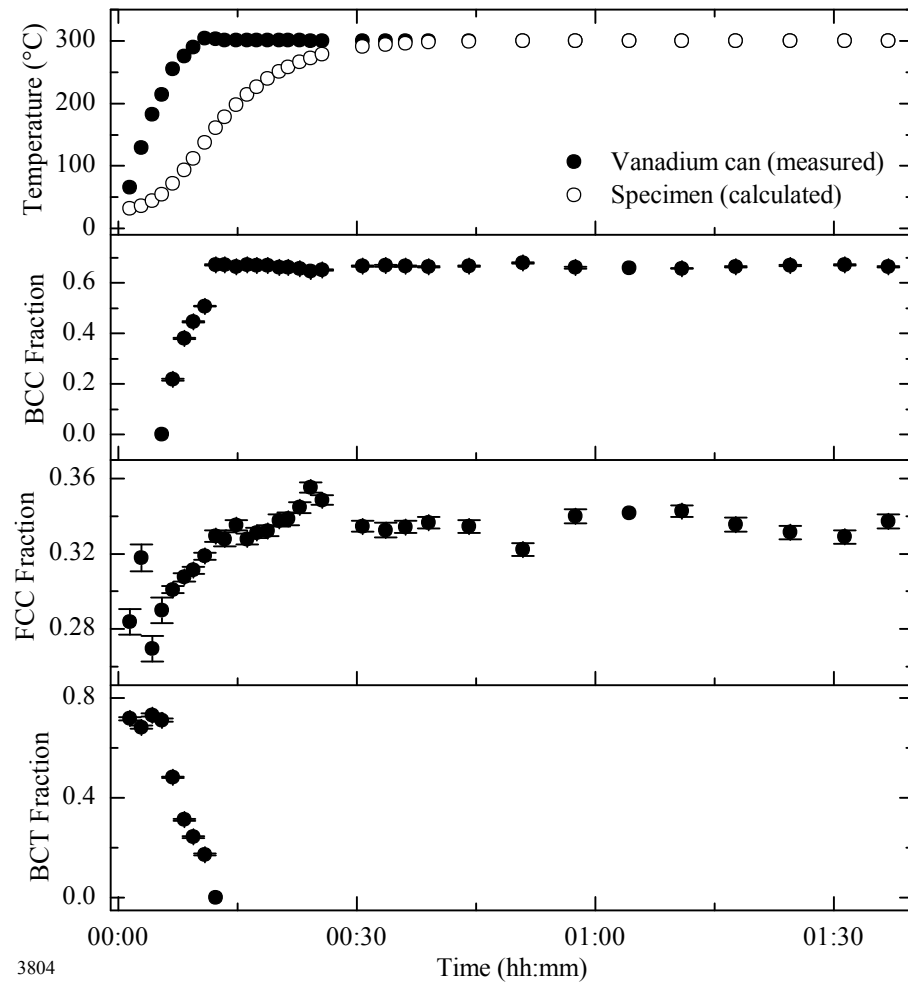 300
200
100
0
Temperature (°C)
Vanadium can (measured)
Specimen (calculated)
0.6
0.4
0.2
0.0
BCC Fraction
0.36
0.32
0.28
FCC Fraction
0.8
0.4
0.0
BCT Fraction
00:00 00:30 01:00 01:30
Time (hh:mm)
3804